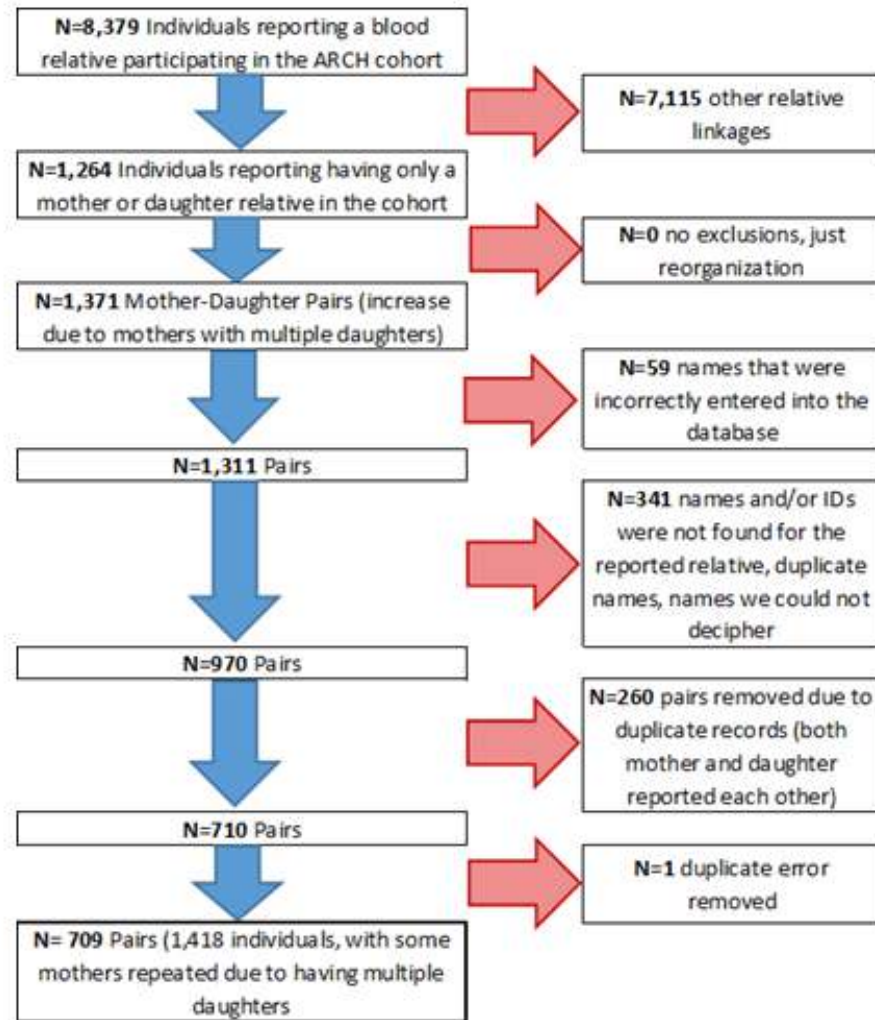 N=8,379 Individuals reporting a blood
relative participating in the ARCH cohort
N=7,115 other relative
linkages
N=1,264 Individuals reporting having only a
mother or daughter relative in the cohort
N=0 no exclusions, just
reorganization
N=1,371 Mother-Daughter Pairs (increase
due to mothers with multiple daughters)
N=59 names that were
incorrectly entered into the
database
N=1,311 Pairs
N=341 names and/or IDs
were not found for the
reported relative, duplicate
names, names we could not
decipher
N=970 Pairs
N=260 pairs removed due to
duplicate records (both
mother and daughter
reported each other)
N=710 Pairs
N=1 duplicate error
removed
N= 709 Pairs (1,418 individuals, with some
mothers repeated due to having multiple
daughters